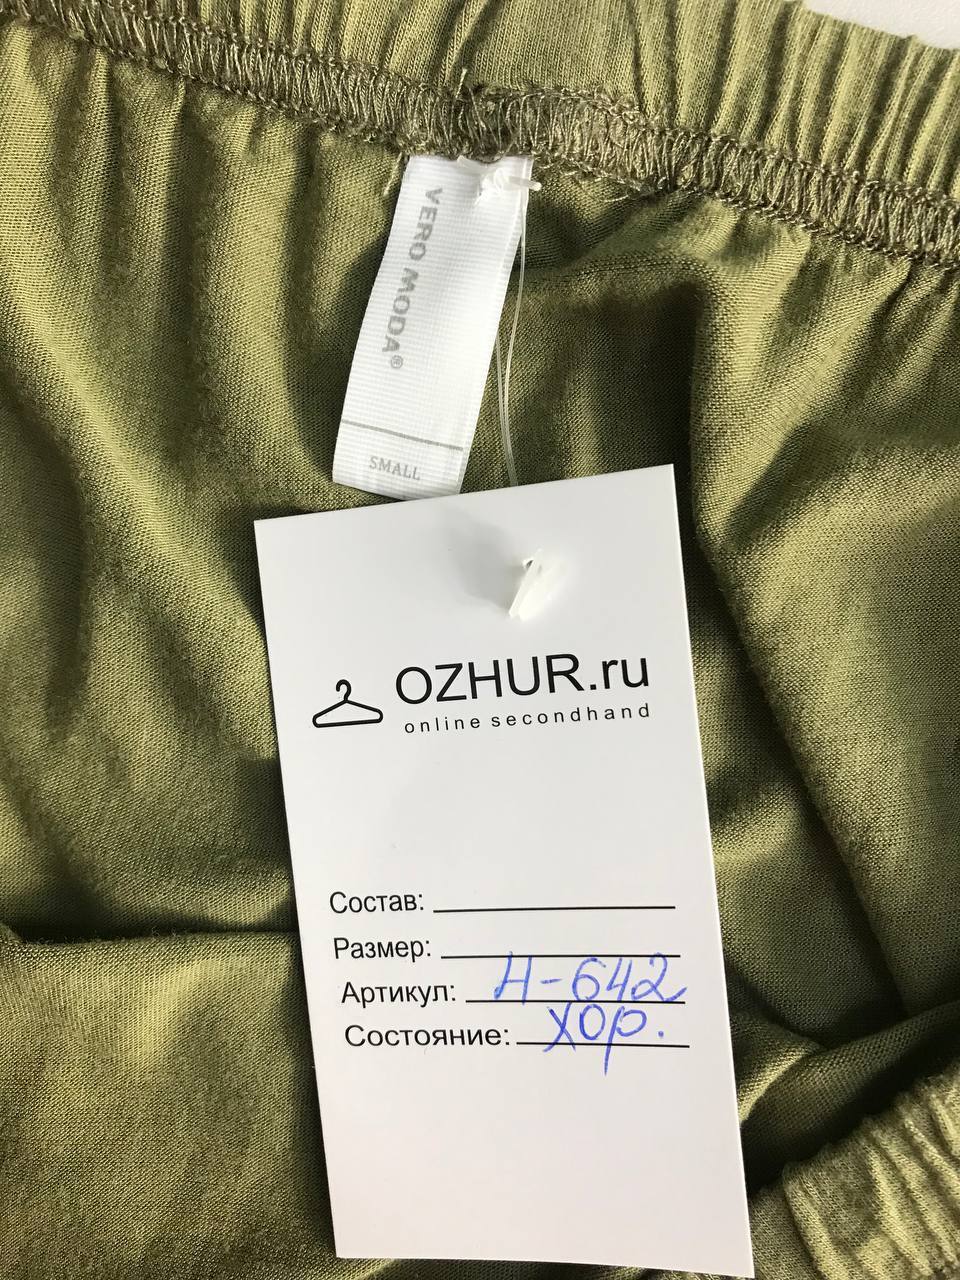 VERO MODA®
SMALL
OZHUR.ru
online secondhand
Состав:
Размер:
Артикул: Н-642
Состояние: хор.